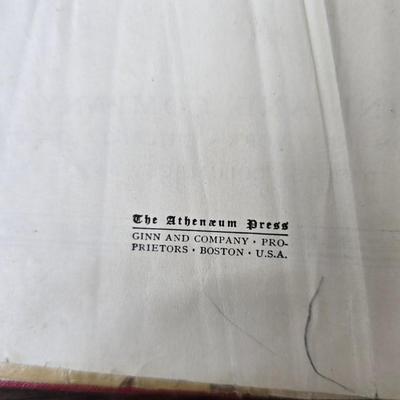 The Athenæum Press
GINN AND COMPANY · PRO-
PRIETORS · BOSTON · U.S.A.